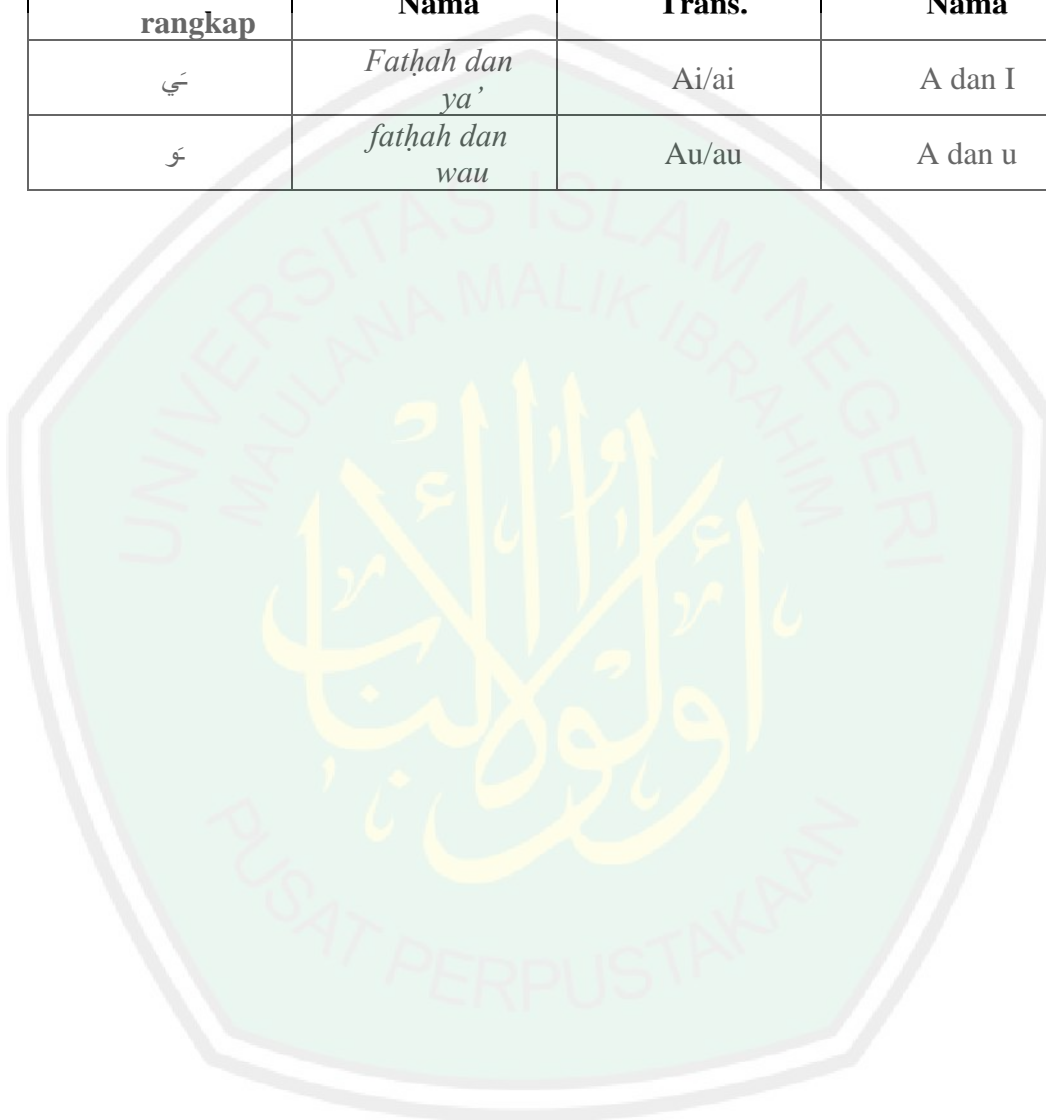 rangkap Nama Trans. Nama
ـَي Fatḥah dan ya’ Ai/ai A dan I
ـَو fatḥah dan wau Au/au A dan u
UNIVERSITAS ISLAM NEGERI
MAULANA MALIK IBRAHIM
PUSAT PERPUSTAKAAN